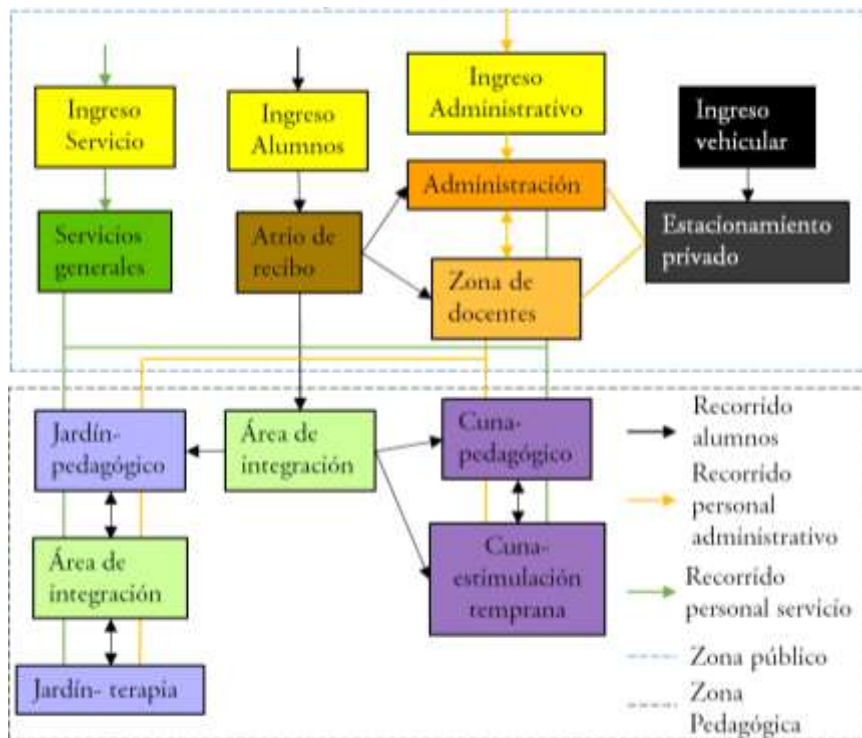 Ingreso
Servicio
Ingreso
Alumnos
Ingreso
Administrativo
Ingreso
vehicular
Servicios
generales
Atrio de
recibo
Administración
Zona de
docentes
Estacionamiento
privado
Jardín-
pedagógico
Área de
integración
Cuna-
pedagógico
Área de
integración
Cuna-
estimulación
temprana
Jardín- terapia
Recorrido
alumnos
Recorrido
personal
administrativo
Recorrido
personal servicio
Zona público
Zona
Pedagógica